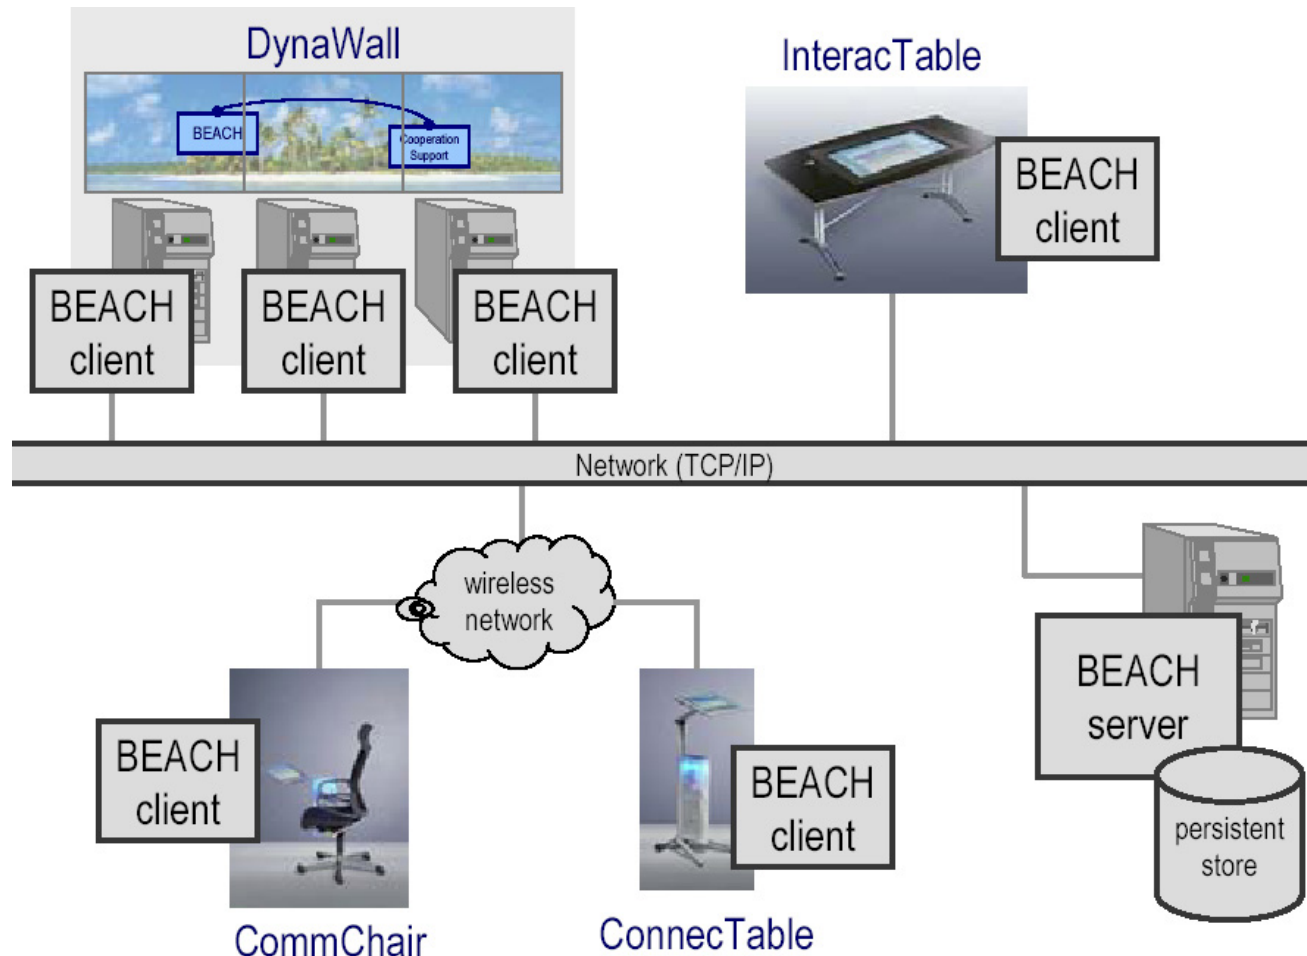 DynaWall
InteracTable
BEACH
Cooperation
Support
BEACH
client
BEACH
client
BEACH
client
BEACH
client
Network (TCP/IP)
wireless
network
BEACH
client
BEACH
client
BEACH
server
persistent
store
CommChair
ConnecTable